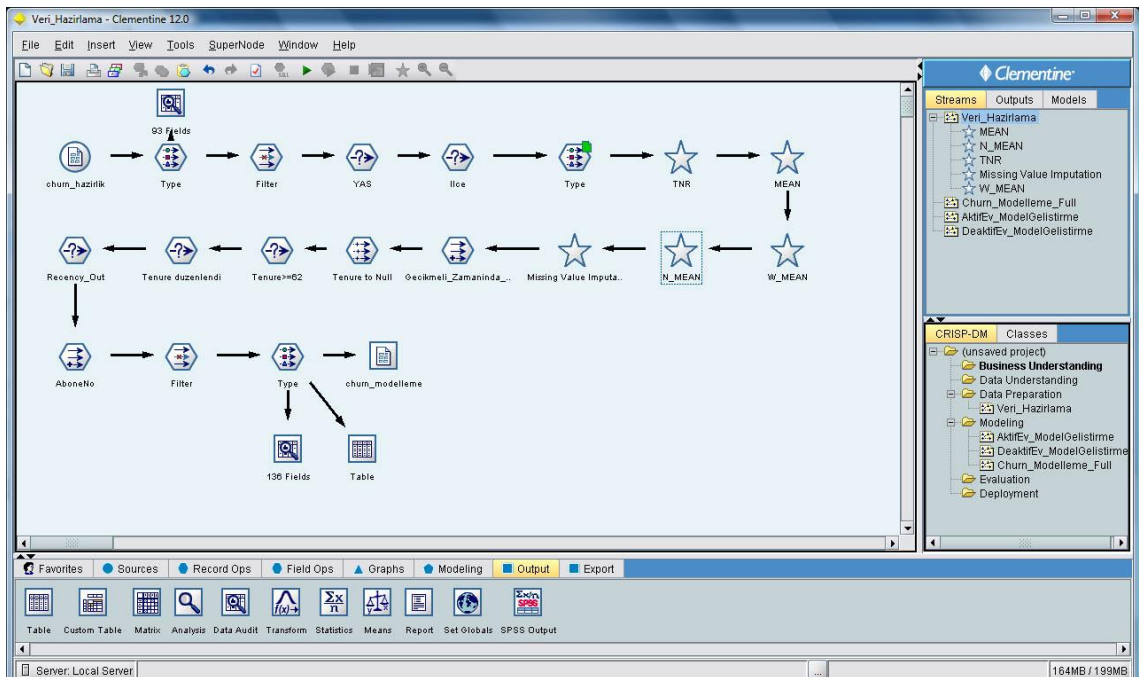 Veri_Hazirlama - Clementine 12.0
File Edit Insert View Tools SuperNode Window Help
93 Fields
churn_hazirlik Type Filter YAS Ilce Type TNR MEAN
Recency_Out Tenure duzenlendi Tenure>=62 Tenure to Null Gecikmeli_Zamaninda_... Missing Value Imputa.. N_MEAN W_MEAN
AboneNo Filter Type churn_modelleme
136 Fields Table
Clementine
Streams Outputs Models
Veri_Hazirlama
MEAN
N_MEAN
TNR
Missing Value Imputation
W_MEAN
Churn_Modelleme_Full
AktifEv_ModelGelistirme
DeaktifEv_ModelGelistirme
CRISP-DM Classes
(unsaved project)
Business Understanding
Data Understanding
Data Preparation
Veri_Hazirlama
Modeling
AktifEv_ModelGelistirme
DeaktifEv_ModelGelistirme
Churn_Modelleme_Full
Evaluation
Deployment
Favorites Sources Record Ops Field Ops Graphs Modeling Output Export
f(x)→ Σx n Σx/n SPSS
Table Custom Table Matrix Analysis Data Audit Transform Statistics Means Report Set Globals SPSS Output
Server: Local Server ... 164MB / 199MB